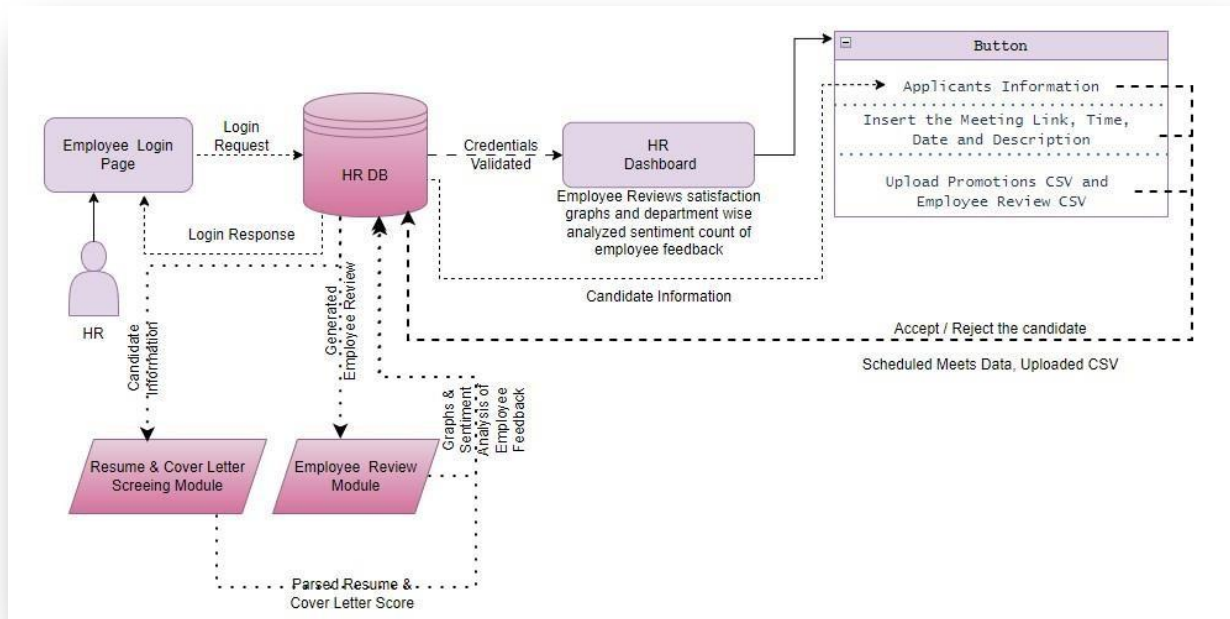 Button
Applicants Information
Insert the Meeting Link, Time,
Date and Description
Upload Promotions CSV and
Employee Review CSV
Employee Login
Page
Login
Request
HR DB
Credentials
Validated
HR
Dashboard
Employee Reviews satisfaction
graphs and department wise
analyzed sentiment count of
employee feedback
Login Response
HR
Candidate Information
Accept / Reject the candidate
Scheduled Meets Data, Uploaded CSV
Candidate
Information
Generated
Employee Review
Graphs &
Sentiment
Analysis of
Employee
Feedback
Resume & Cover Letter
Screeing Module
Employee Review
Module
Parsed Resume &
Cover Letter Score